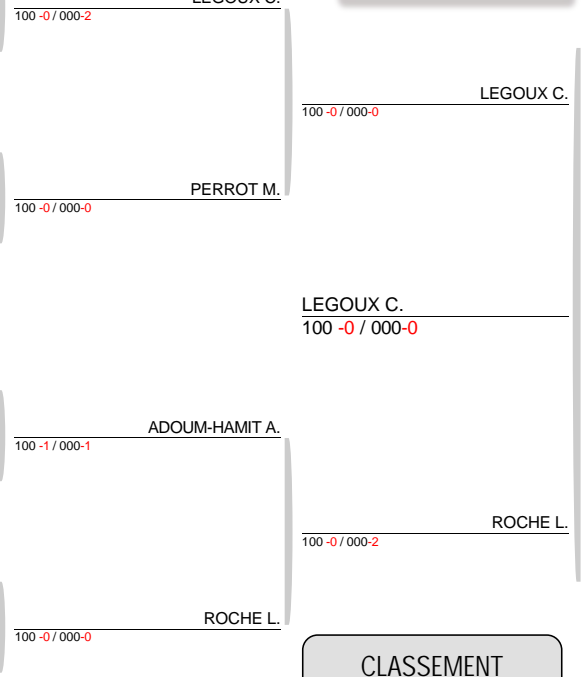 LEGOUX C.
100 -0 / 000-2
LEGOUX C.
100 -0 / 000-0
PERROT M.
100 -0 / 000-0
LEGOUX C.
100 -0 / 000-0
ADOUM-HAMIT A.
100 -1 / 000-1
ROCHE L.
100 -0 / 000-2
ROCHE L.
100 -0 / 000-0
CLASSEMENT